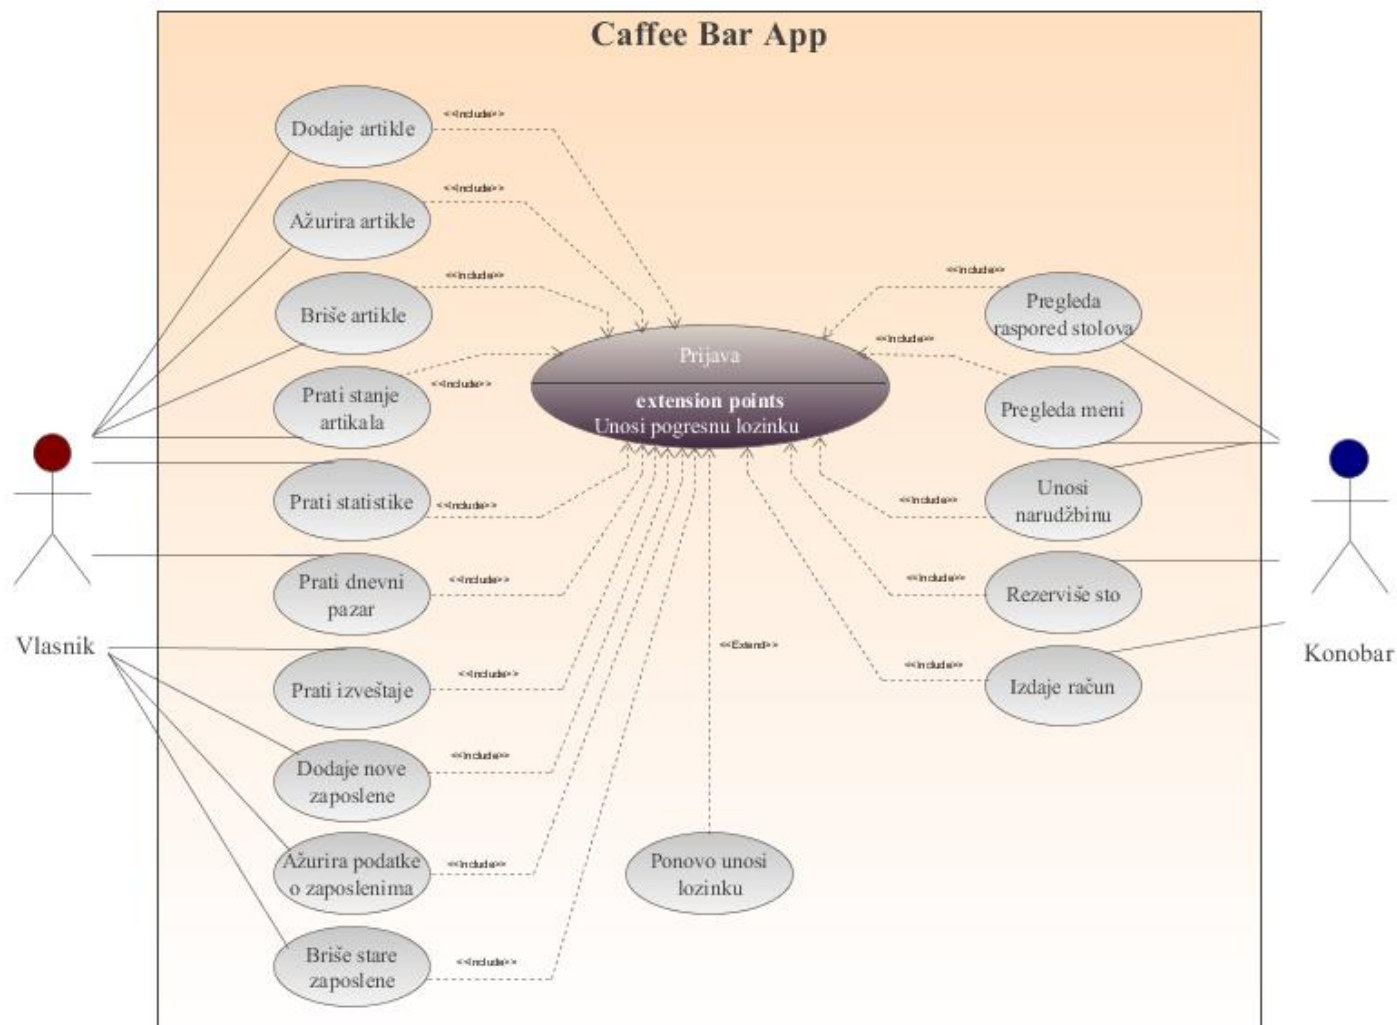 Caffee Bar App
Dodaje artikle
<<Include>>
Ažurira artikle
<<Include>>
Briše artikle
<<Include>>
Prati stanje
artikala
<<Include>>
Prati statistike
<<Include>>
Prati dnevni
pazar
<<Include>>
Prati izveštaje
<<Include>>
Dodaje nove
zaposlene
<<Include>>
Ažurira podatke
o zaposlenima
<<Include>>
Briše stare
zaposlene
<<Include>>
Vlasnik
Prijava
extension points
Unosi pogresnu lozinku
<<Extend>>
Ponovo unosi
lozinku
<<Include>>
Pregleda
raspored stolova
<<Include>>
Pregleda meni
<<Include>>
Unosi
narudžbinu
<<Include>>
Rezerviše sto
<<Include>>
Izdaje račun
Konobar